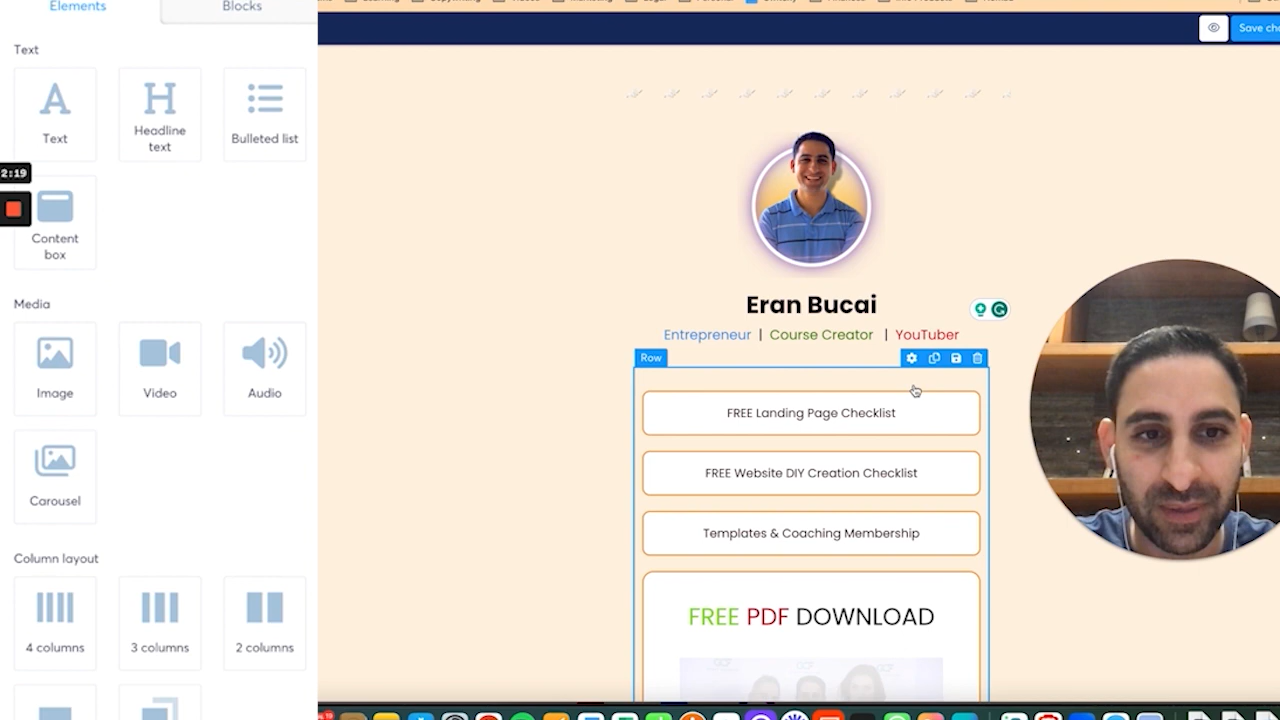 Elements
Blocks
Save
Text
Text
Headline
text
Bulleted list
2:19
Content
box
Media
Image
Video
Audio
Carousel
Column layout
4 columns
3 columns
2 columns
Eran Bucai
Entrepreneur | Course Creator | YouTuber
Row
FREE Landing Page Checklist
FREE Website DIY Creation Checklist
Templates & Coaching Membership
FREE PDF DOWNLOAD